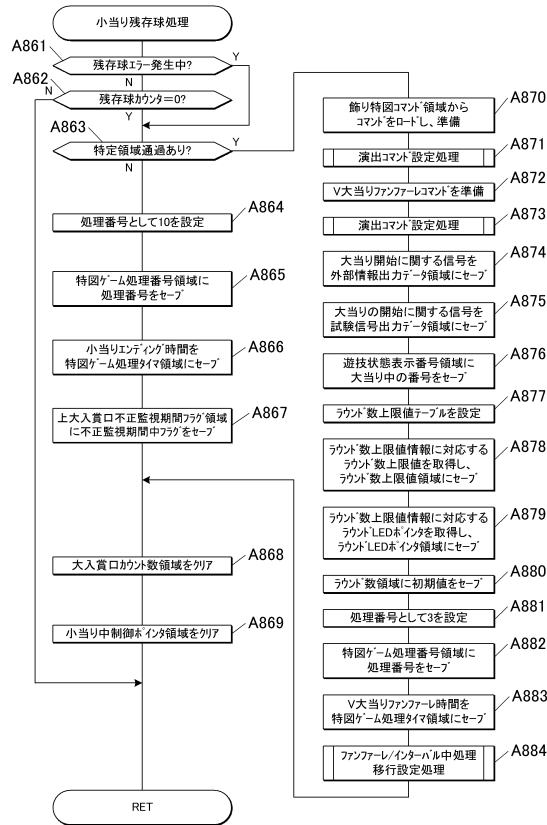 小当り残存球処理
A861
残存球エラー発生中?
Y
N
A862
N
残存球カウンタ=0?
Y
A863
特定領域通過あり?
Y
N
A864
処理番号として10を設定
A865
特図ゲーム処理番号領域に
処理番号をセーブ
A866
小当りエンディング時間を
特図ゲーム処理タイマ領域にセーブ
A867
上大入賞口不正監視期間フラグ領域
に不正監視期間中フラグをセーブ
A868
大入賞口カウント数領域をクリア
A869
小当り中制御ポインタ領域をクリア
RET
A870
飾り特図コマンド領域から
コマンドをロードし、準備
A871
演出コマンド設定処理
A872
V大当りファンファーレコマンドを準備
A873
演出コマンド設定処理
A874
大当り開始に関する信号を
外部情報出力データ領域にセーブ
A875
大当りの開始に関する信号を
試験信号出力データ領域にセーブ
A876
遊技状態表示番号領域に
大当り中の番号をセーブ
A877
ラウンド数上限値テーブルを設定
A878
ラウンド数上限値情報に対応する
ラウンド数上限値を取得し、
ラウンド数上限値領域にセーブ
A879
ラウンド数上限値情報に対応する
ラウンドLEDポインタを取得し、
ラウンドLEDポインタ領域にセーブ
A880
ラウンド数領域に初期値をセーブ
A881
処理番号として3を設定
A882
特図ゲーム処理番号領域に
処理番号をセーブ
A883
V大当りファンファーレ時間を
特図ゲーム処理タイマ領域にセーブ
A884
ファンファーレ/インターバル中処理
移行設定処理